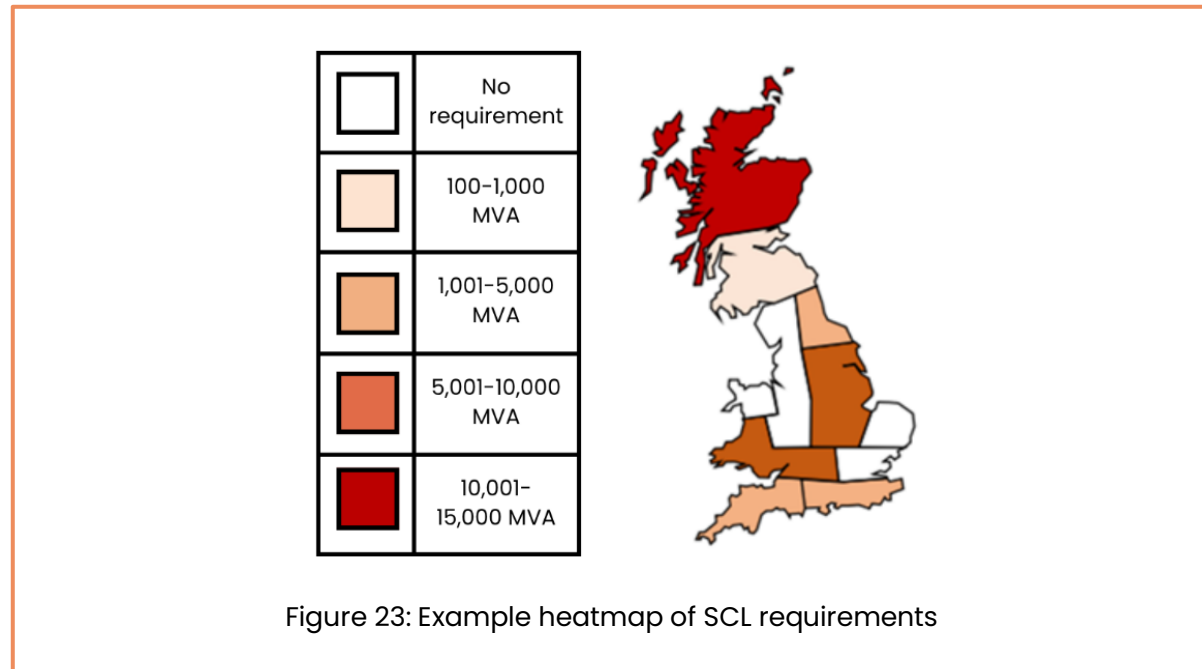 No
requirement
100-1,000
MVA
1,001-5,000
MVA
5,001-10,000
MVA
10,001-
15,000 MVA
Figure 23: Example heatmap of SCL requirements